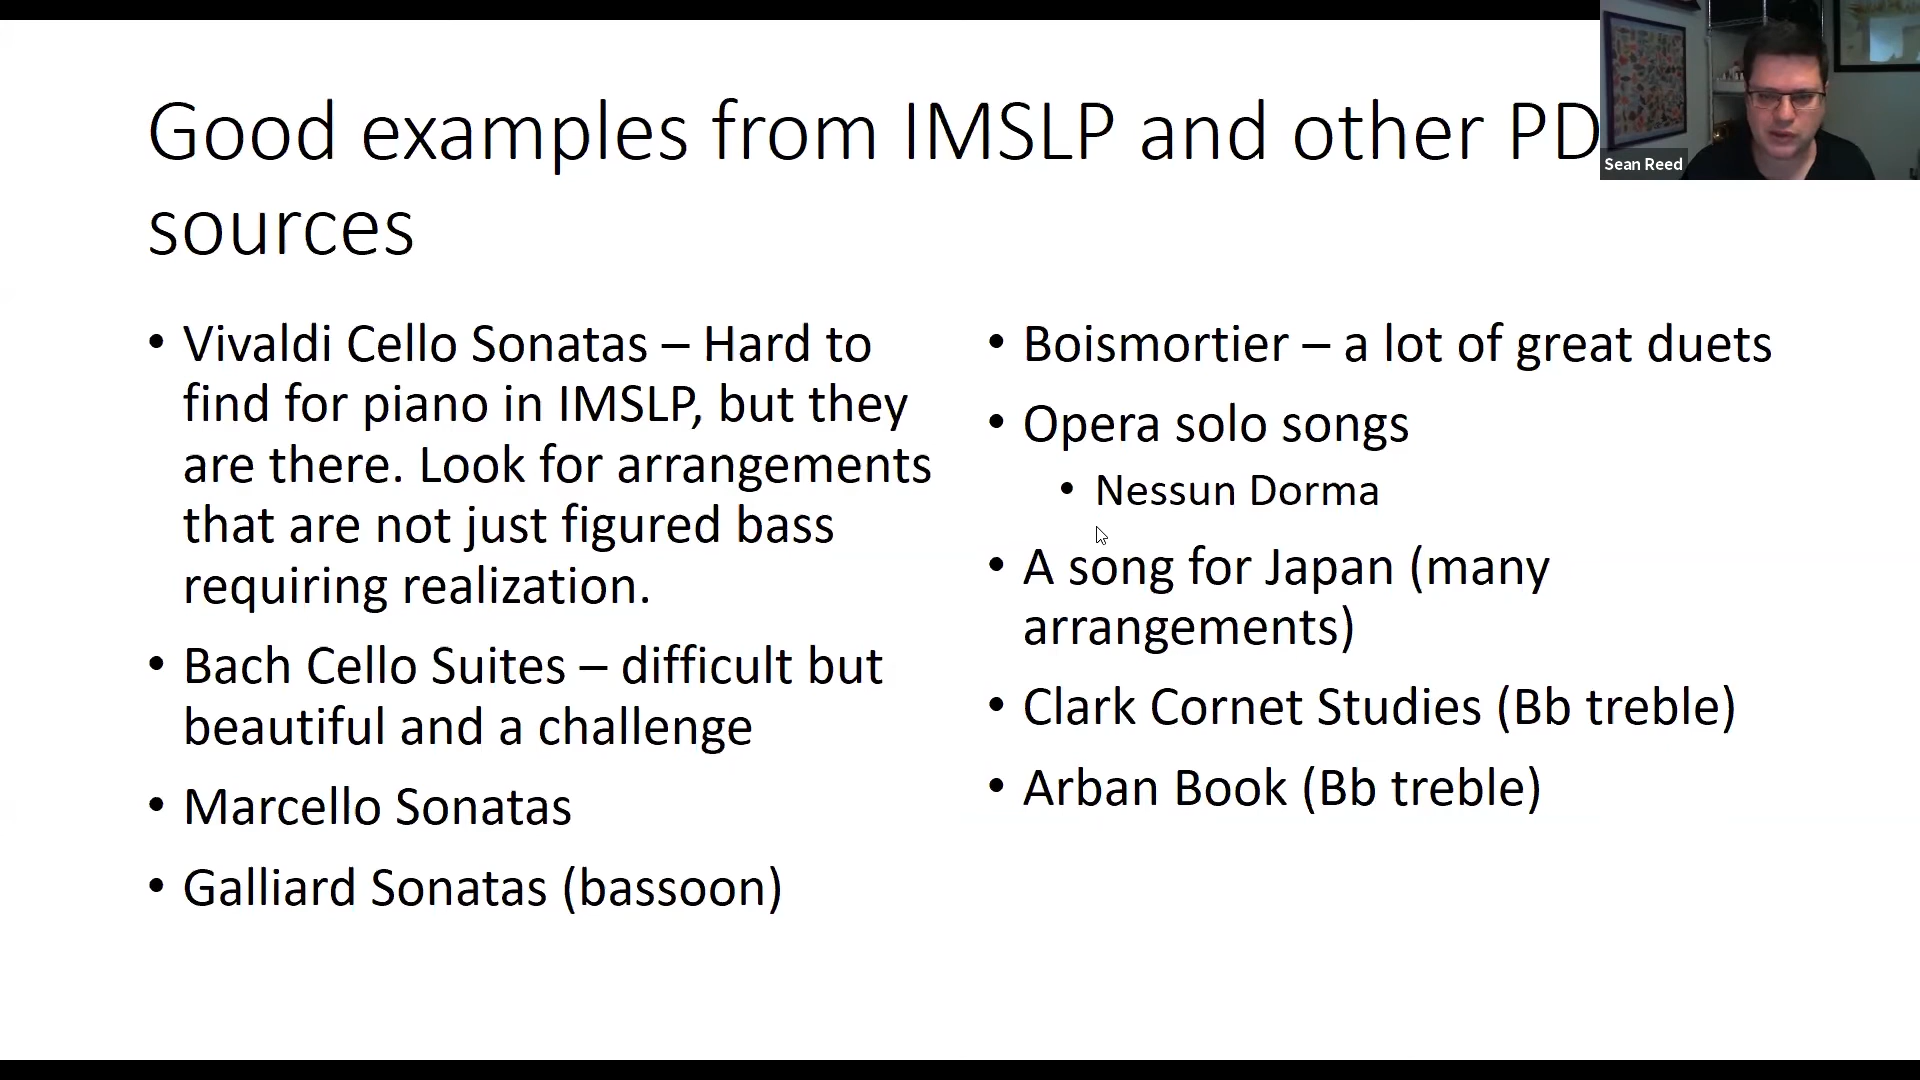 Good examples from IMSLP and other PD
sources
Sean Reed
• Vivaldi Cello Sonatas – Hard to
find for piano in IMSLP, but they
are there. Look for arrangements
that are not just figured bass
requiring realization.
• Bach Cello Suites – difficult but
beautiful and a challenge
• Marcello Sonatas
• Galliard Sonatas (bassoon)
• Boismortier – a lot of great duets
• Opera solo songs
• Nessun Dorma
• A song for Japan (many
arrangements)
• Clark Cornet Studies (Bb treble)
• Arban Book (Bb treble)